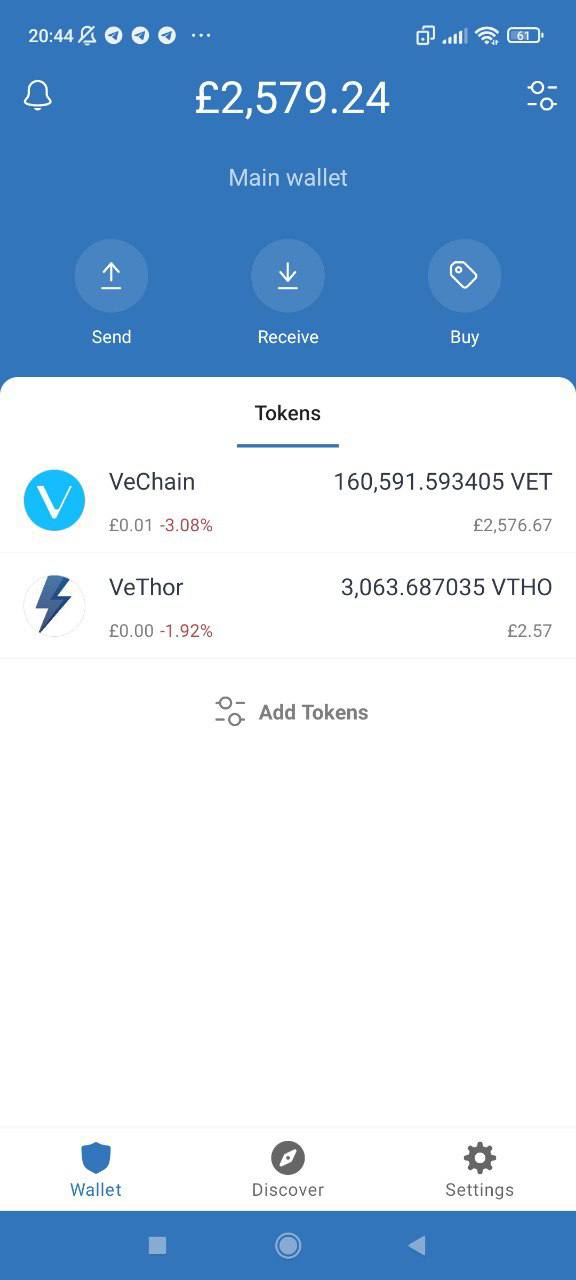 20:44 61
£2,579.24
Main wallet
Send Receive Buy
Tokens
VeChain 160,591.593405 VET
£0.01 -3.08% £2,576.67
VeThor 3,063.687035 VTHO
£0.00 -1.92% £2.57
Add Tokens
Wallet Discover Settings